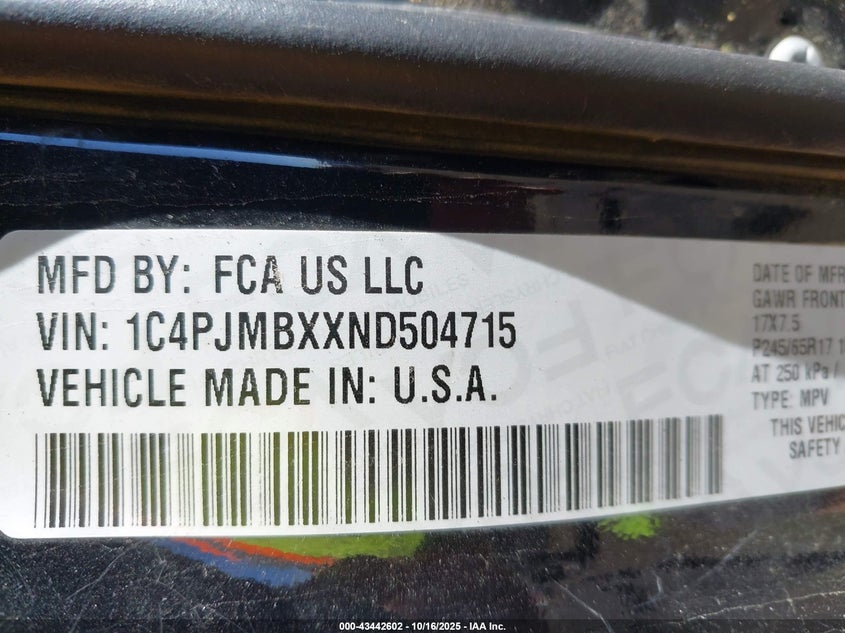 MFD BY: FCA US LLC
VIN: 1C4PJMBXXND504715
VEHICLE MADE IN: U.S.A.
DATE OF MFR
GAWR FRONT
17X7.5
P245/65R17 1
AT 250 kPa /
TYPE: MPV
THIS VEHIC
SAFETY
000-43442602 - 10/16/2025 - IAA Inc.